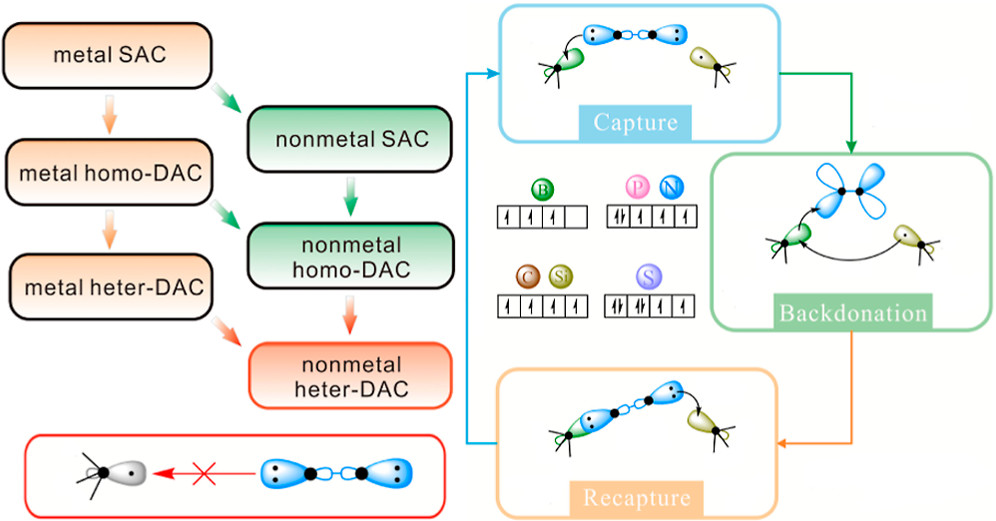 metal SAC
nonmetal SAC
metal homo-DAC
nonmetal
homo-DAC
metal heter-DAC
nonmetal
heter-DAC
Capture
B
P N
C Si
S
Backdonation
Recapture